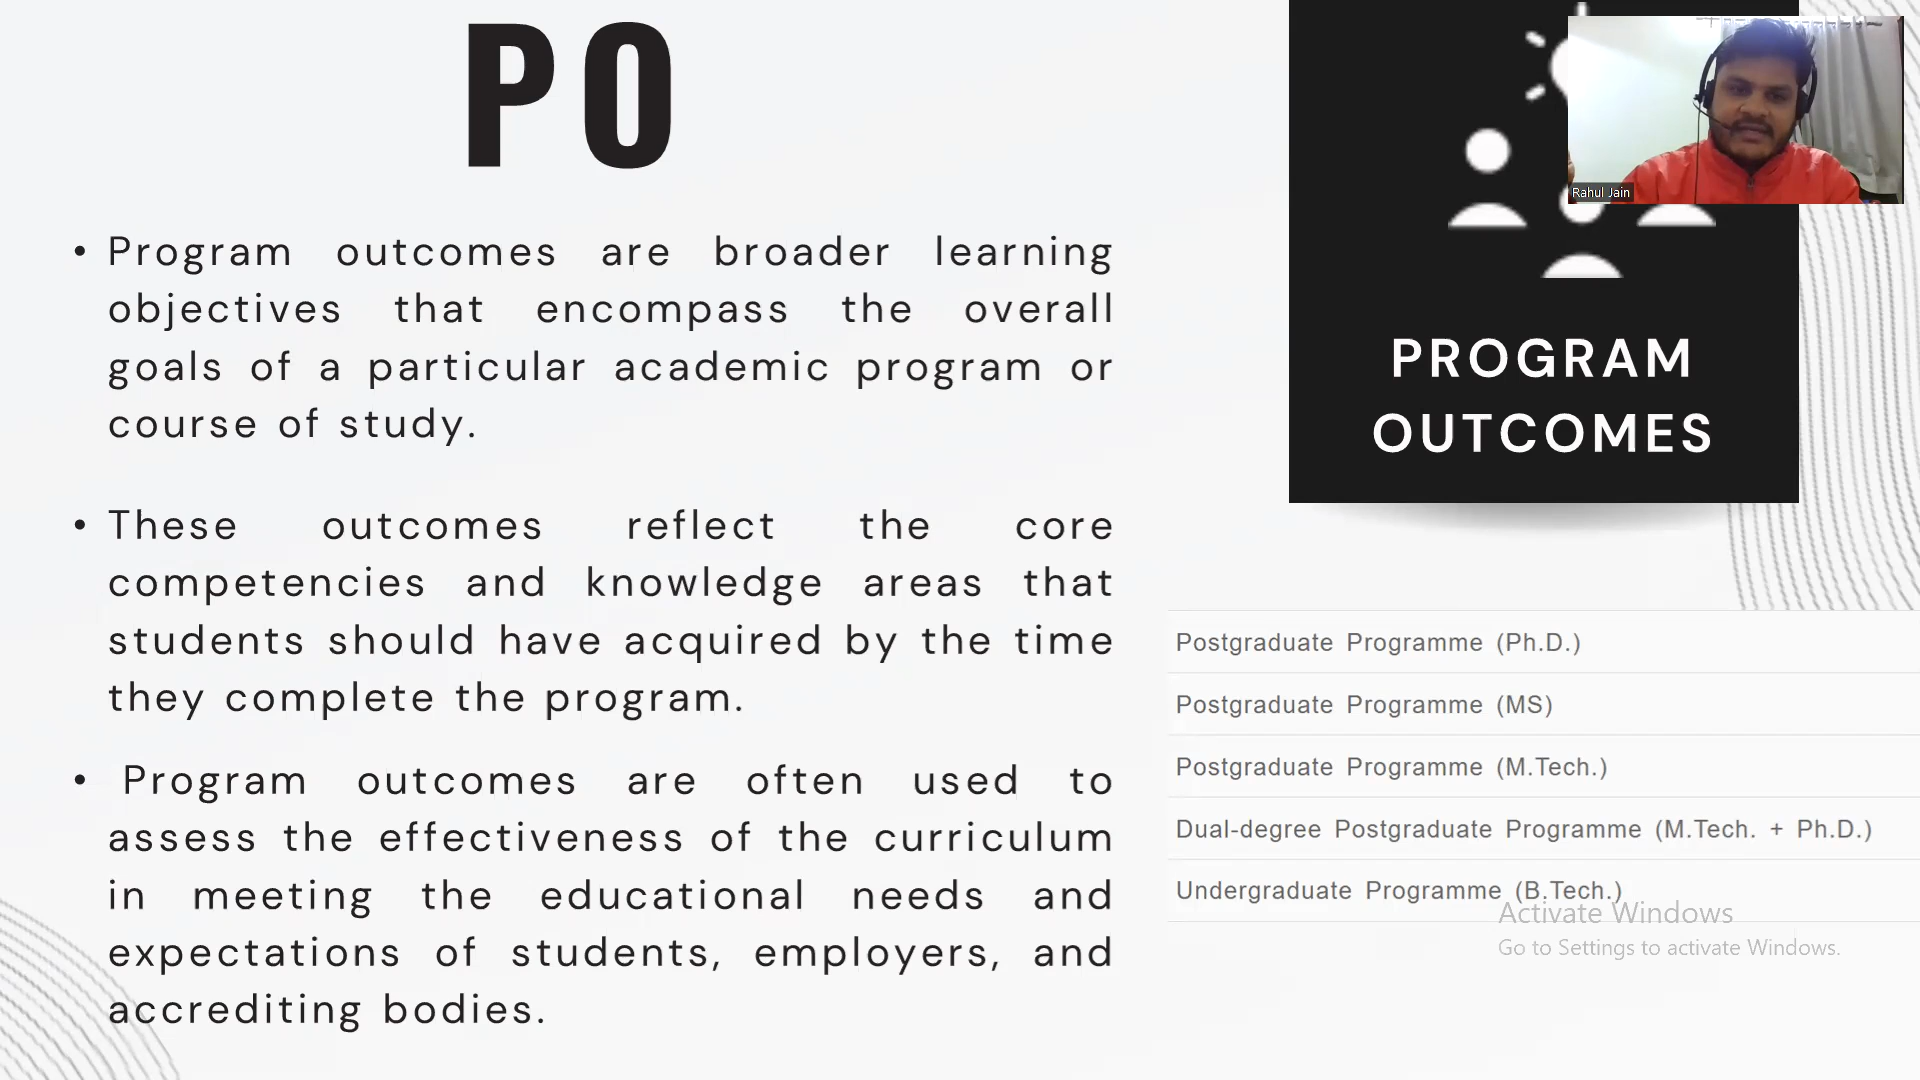 PO
• Program outcomes are broader learning
objectives that encompass the overall
goals of a particular academic program or
course of study.
• These outcomes reflect the core
competencies and knowledge areas that
students should have acquired by the time
they complete the program.
• Program outcomes are often used to
assess the effectiveness of the curriculum
in meeting the educational needs and
expectations of students, employers, and
accrediting bodies.
Rahul Jain
PROGRAM
OUTCOMES
Postgraduate Programme (Ph.D.)
Postgraduate Programme (MS)
Postgraduate Programme (M.Tech.)
Dual-degree Postgraduate Programme (M.Tech. + Ph.D.)
Undergraduate Programme (B.Tech.)
Activate Windows
Go to Settings to activate Windows.